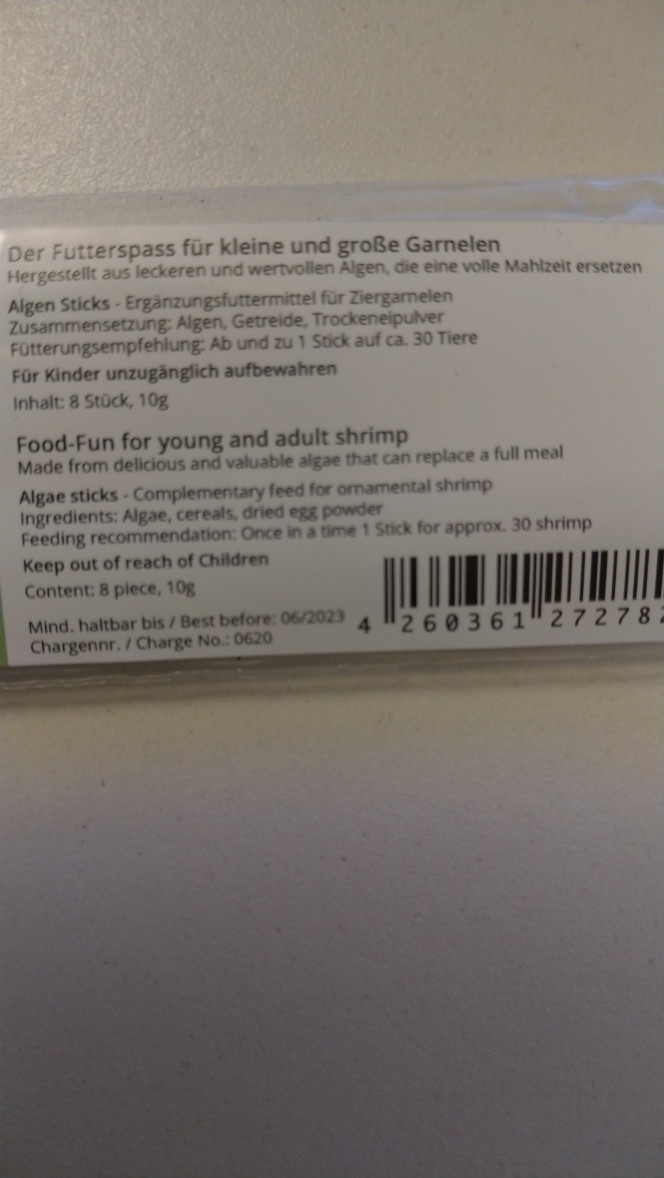 Der Futterspass für kleine und große Garnelen
Hergestellt aus leckeren und wertvollen Algen, die eine volle Mahlzeit ersetzen
Algen Sticks - Ergänzungsfuttermittel für Ziergarnelen
Zusammensetzung: Algen, Getreide, Trockeneipulver
Fütterungsempfehlung: Ab und zu 1 Stick auf ca. 30 Tiere
Für Kinder unzugänglich aufbewahren
Inhalt: 8 Stück, 10g
Food-Fun for young and adult shrimp
Made from delicious and valuable algae that can replace a full meal
Algae sticks - Complementary feed for ornamental shrimp
Ingredients: Algae, cereals, dried egg powder
Feeding recommendation: Once in a time 1 Stick for approx. 30 shrimp
Keep out of reach of Children
Content: 8 piece, 10g
Mind. haltbar bis / Best before: 06/2023
Chargennr. / Charge No.: 0620
4 260361 27278